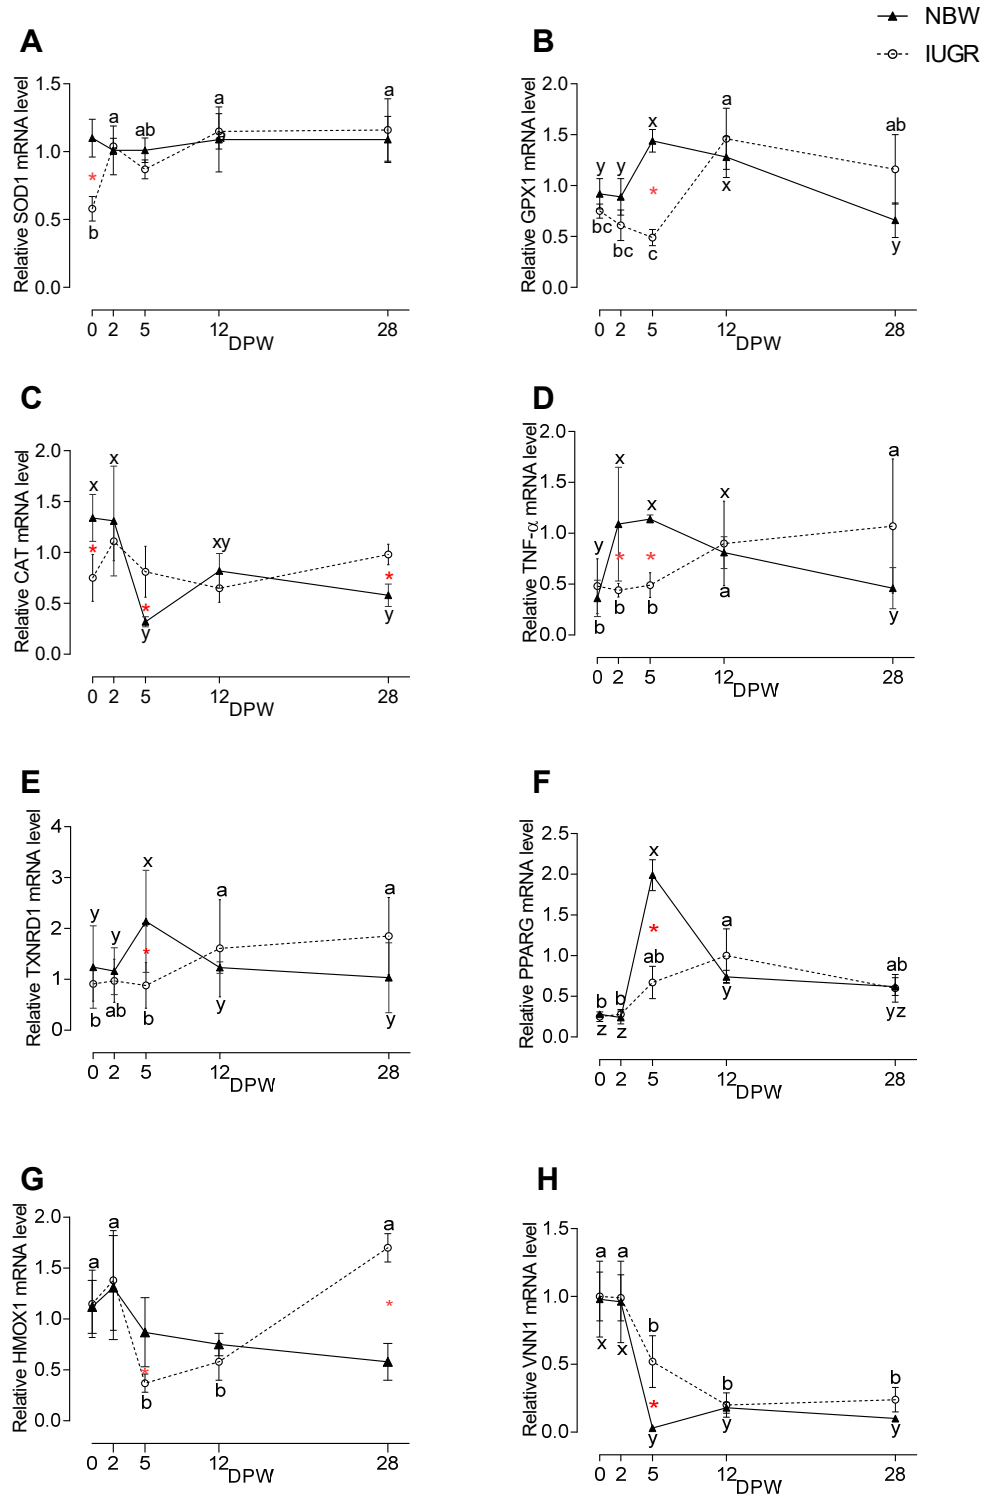 NBW
IUGR
A
Relative SOD1 mRNA level
1.5
1.0
0.5
0.0
*
b
a
ab
a
a
0 2 5 12 28
DPW
B
Relative GPX1 mRNA level
2.0
1.5
1.0
0.5
0.0
y y x a ab
*
bc bc c x y
0 2 5 12 28
DPW
C
Relative CAT mRNA level
2.0
1.5
1.0
0.5
0.0
x x xy
* * *
y y
0 2 5 12 28
DPW
D
Relative TNF-α mRNA level
2.0
1.5
1.0
0.5
0.0
y x x x a
* *
b b b a y
0 2 5 12 28
DPW
E
Relative TXNRD1 mRNA level
4
3
2
1
0
y y x a a
*
b ab b y y
0 2 5 12 28
DPW
F
Relative PPARG mRNA level
2.5
2.0
1.5
1.0
0.5
0.0
x
*
b b ab a ab
z z y yz
0 2 5 12 28
DPW
G
Relative HMOX1 mRNA level
2.0
1.5
1.0
0.5
0.0
a a a
* *
b b
0 2 5 12 28
DPW
H
Relative VNN1 mRNA level
1.5
1.0
0.5
0.0
a a b b b
*
x x y y y
0 2 5 12 28
DPW